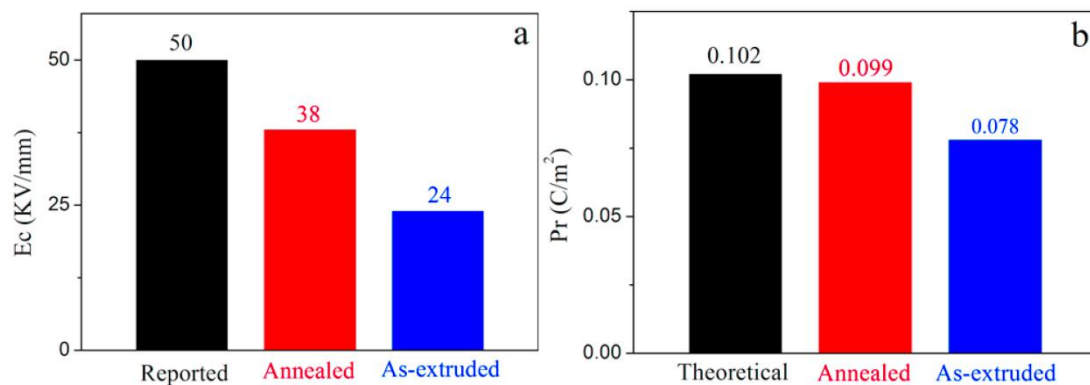 a
50
50
38
25
24
0
Ec (KV/mm)
Reported Annealed As-extruded
b
0.102
0.099
0.10
0.078
0.05
0.00
Pr (C/m²)
Theoretical Annealed As-extruded